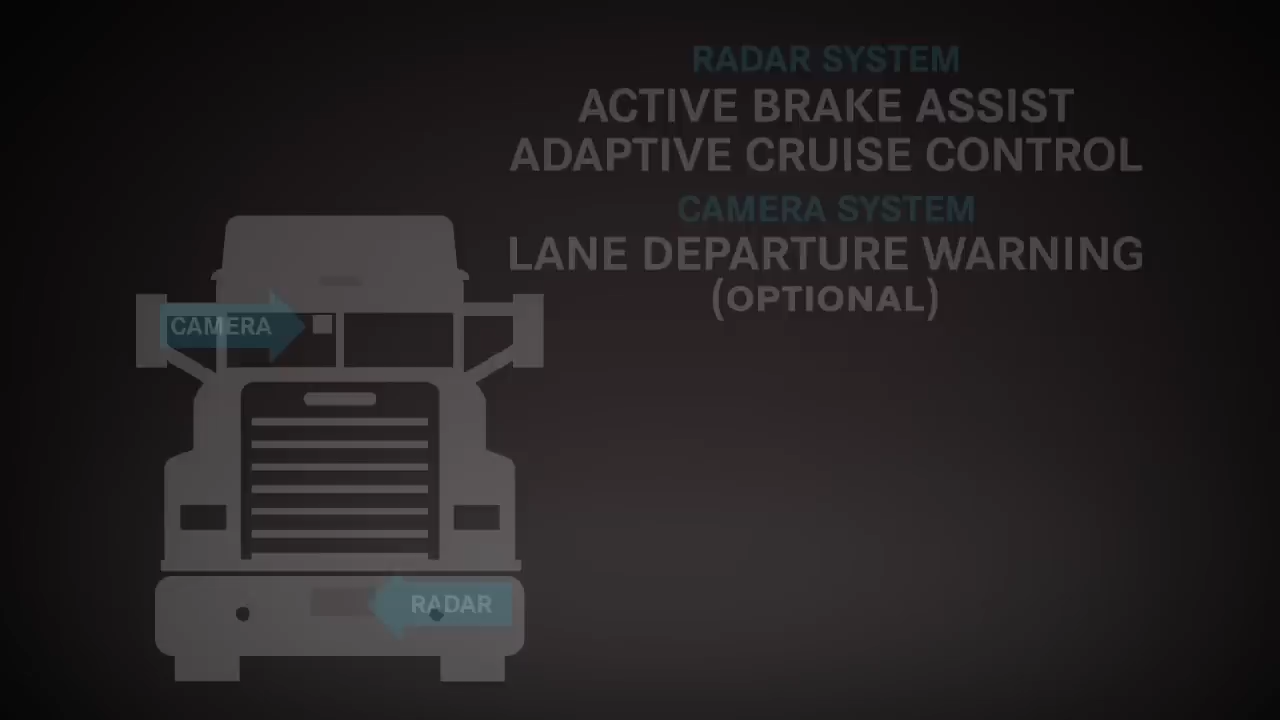 RADAR SYSTEM
ACTIVE BRAKE ASSIST
ADAPTIVE CRUISE CONTROL
CAMERA SYSTEM
LANE DEPARTURE WARNING
(OPTIONAL)
CAMERA
RADAR